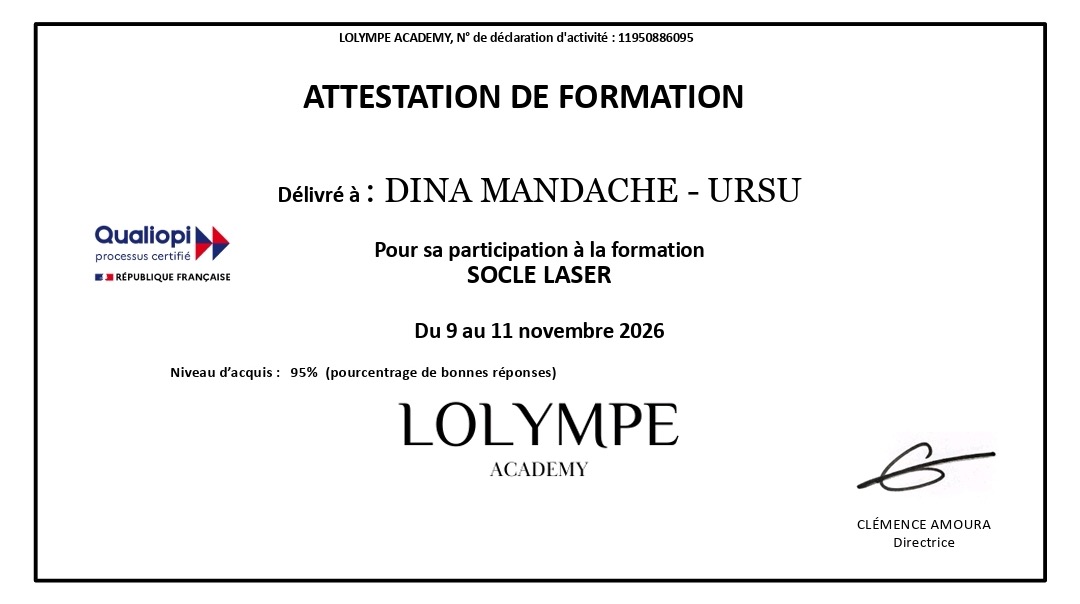 LOLYMPE ACADEMY, N° de déclaration d'activité : 11950886095
ATTESTATION DE FORMATION
Délivré à : DINA MANDACHE - URSU
Qualiopi
processus certifié
RÉPUBLIQUE FRANÇAISE
Pour sa participation à la formation
SOCLE LASER
Du 9 au 11 novembre 2026
Niveau d’acquis : 95% (pourcentrage de bonnes réponses)
LOLYMPE
ACADEMY
CLÉMENCE AMOURA
Directrice